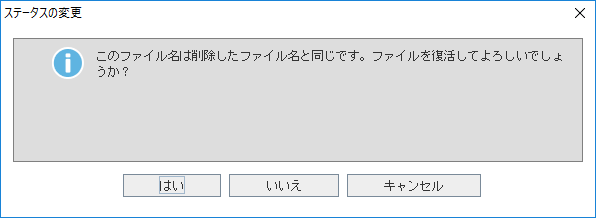 ステータスの変更
このファイル名は削除したファイル名と同じです。ファイルを復活してよろしいでしょ
うか？
はい
いいえ
キャンセル